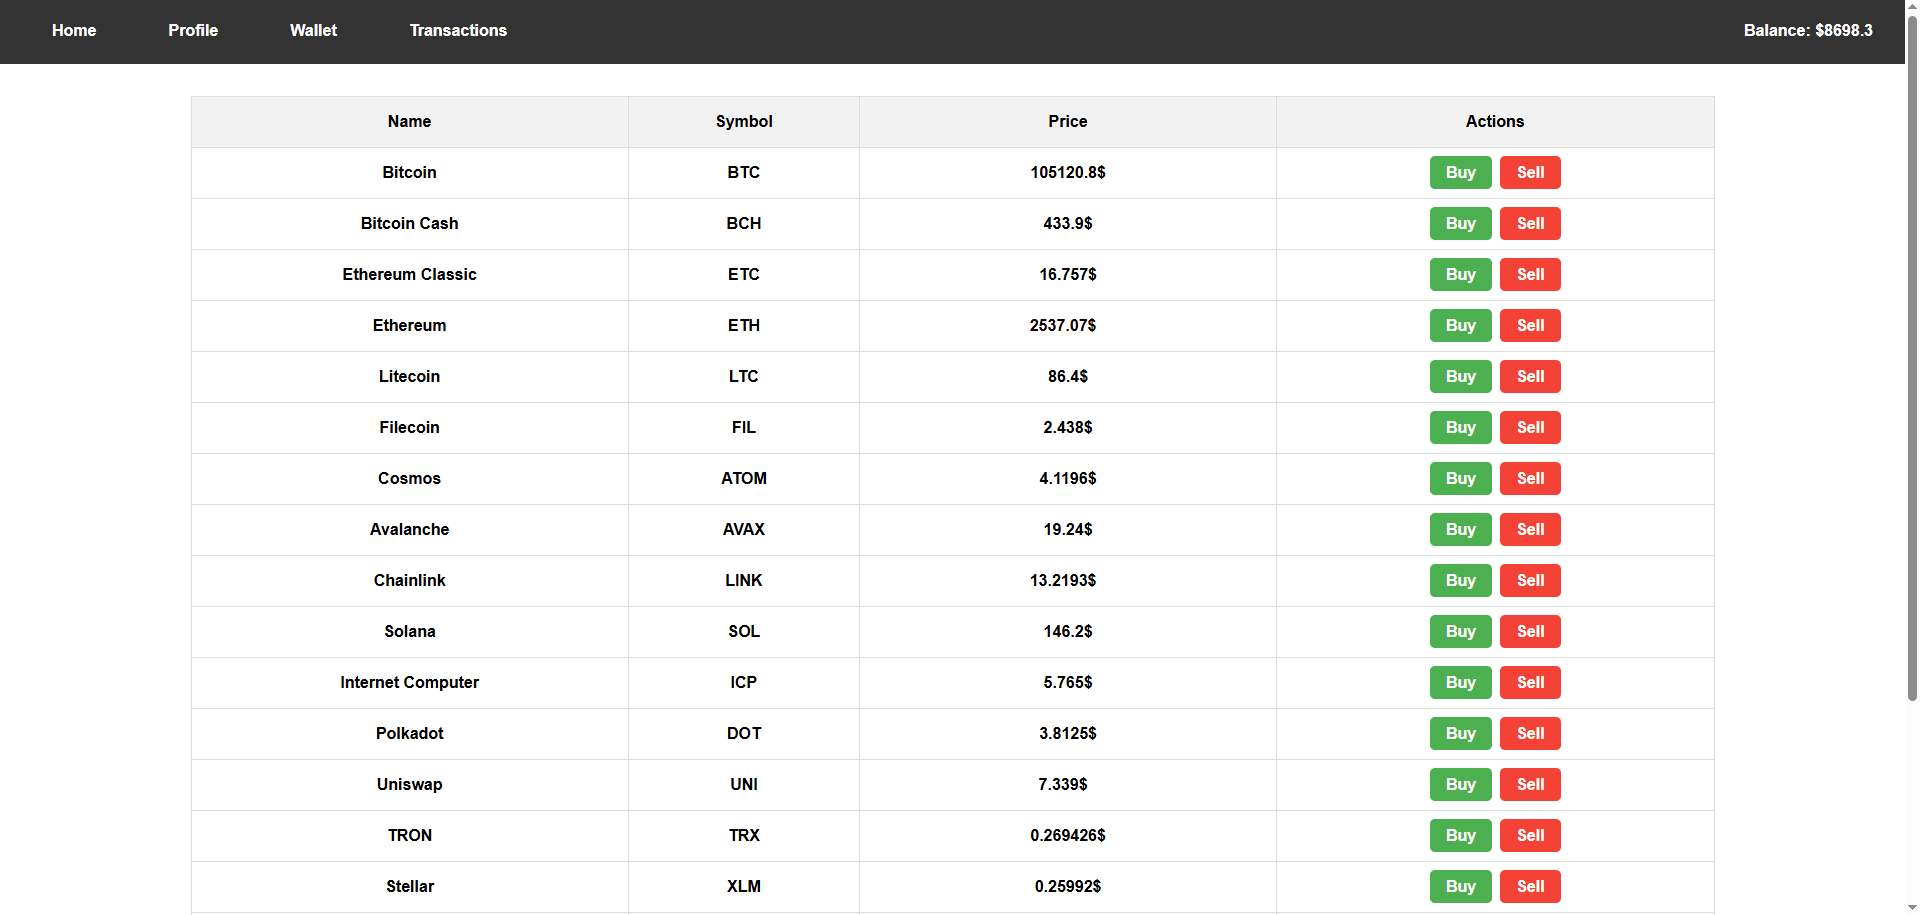 Home Profile Wallet Transactions Balance: $8698.3
Name Symbol Price Actions
Bitcoin BTC 105120.8$ Buy Sell
Bitcoin Cash BCH 433.9$ Buy Sell
Ethereum Classic ETC 16.757$ Buy Sell
Ethereum ETH 2537.07$ Buy Sell
Litecoin LTC 86.4$ Buy Sell
Filecoin FIL 2.438$ Buy Sell
Cosmos ATOM 4.1196$ Buy Sell
Avalanche AVAX 19.24$ Buy Sell
Chainlink LINK 13.2193$ Buy Sell
Solana SOL 146.2$ Buy Sell
Internet Computer ICP 5.765$ Buy Sell
Polkadot DOT 3.8125$ Buy Sell
Uniswap UNI 7.339$ Buy Sell
TRON TRX 0.269426$ Buy Sell
Stellar XLM 0.25992$ Buy Sell